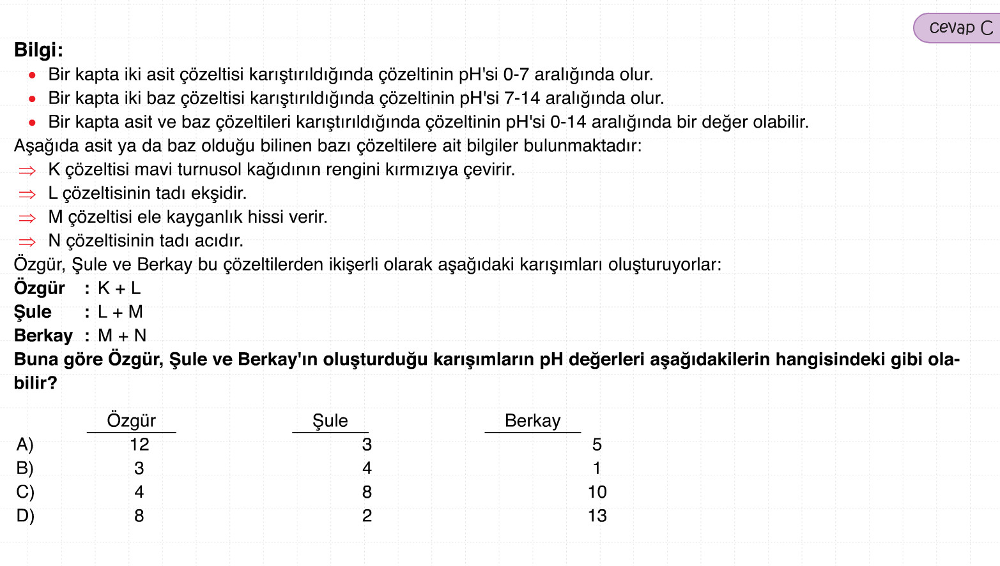 cevap C
Bilgi:
• Bir kapta iki asit çözeltisi karıştırıldığında çözeltinin pH'si 0-7 aralığında olur.
• Bir kapta iki baz çözeltisi karıştırıldığında çözeltinin pH'si 7-14 aralığında olur.
• Bir kapta asit ve baz çözeltileri karıştırıldığında çözeltinin pH'si 0-14 aralığında bir değer olabilir.
Aşağıda asit ya da baz olduğu bilinen bazı çözeltilere ait bilgiler bulunmaktadır:
⇒ K çözeltisi mavi turnusol kağıdının rengini kırmızıya çevirir.
⇒ L çözeltisinin tadı ekşidir.
⇒ M çözeltisi ele kayganlık hissi verir.
⇒ N çözeltisinin tadı acıdır.
Özgür, Şule ve Berkay bu çözeltilerden ikişerli olarak aşağıdaki karışımları oluşturuyorlar:
Özgür : K + L
Şule : L + M
Berkay : M + N
Buna göre Özgür, Şule ve Berkay'ın oluşturduğu karışımların pH değerleri aşağıdakilerin hangisindeki gibi ola-
bilir?
Özgür Şule Berkay
A) 12 3 5
B) 3 4 1
C) 4 8 10
D) 8 2 13